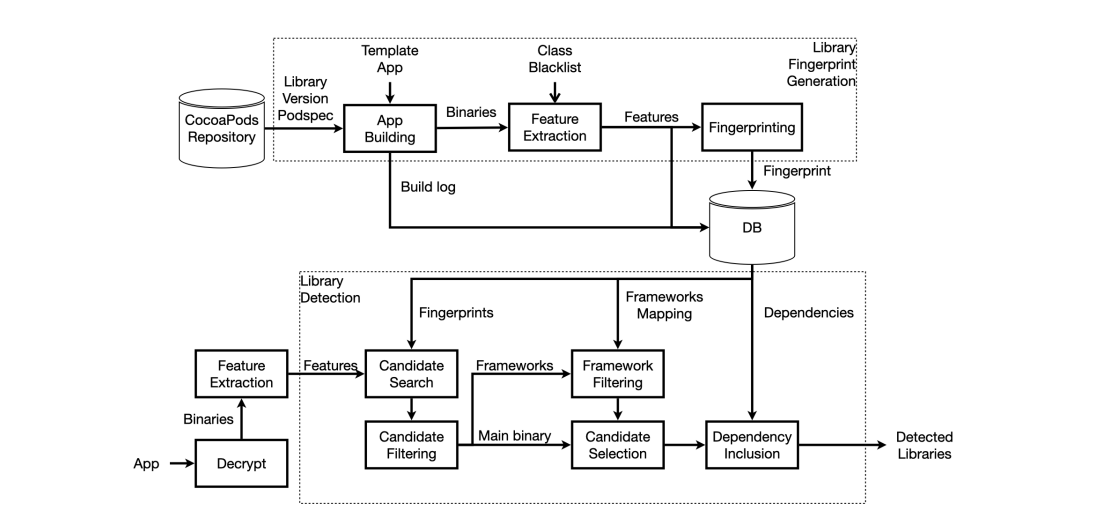 Template
App
Class
Blacklist
Library
Fingerprint
Generation
Library
Version
Podspec
CocoaPods
Repository
App
Building
Binaries
Feature
Extraction
Features
Fingerprinting
Build log
Fingerprint
DB
Library
Detection
Fingerprints
Frameworks
Mapping
Dependencies
Feature
Extraction
Features
Candidate
Search
Frameworks
Framework
Filtering
Binaries
Candidate
Filtering
Main binary
Candidate
Selection
Dependency
Inclusion
Detected
Libraries
App
Decrypt